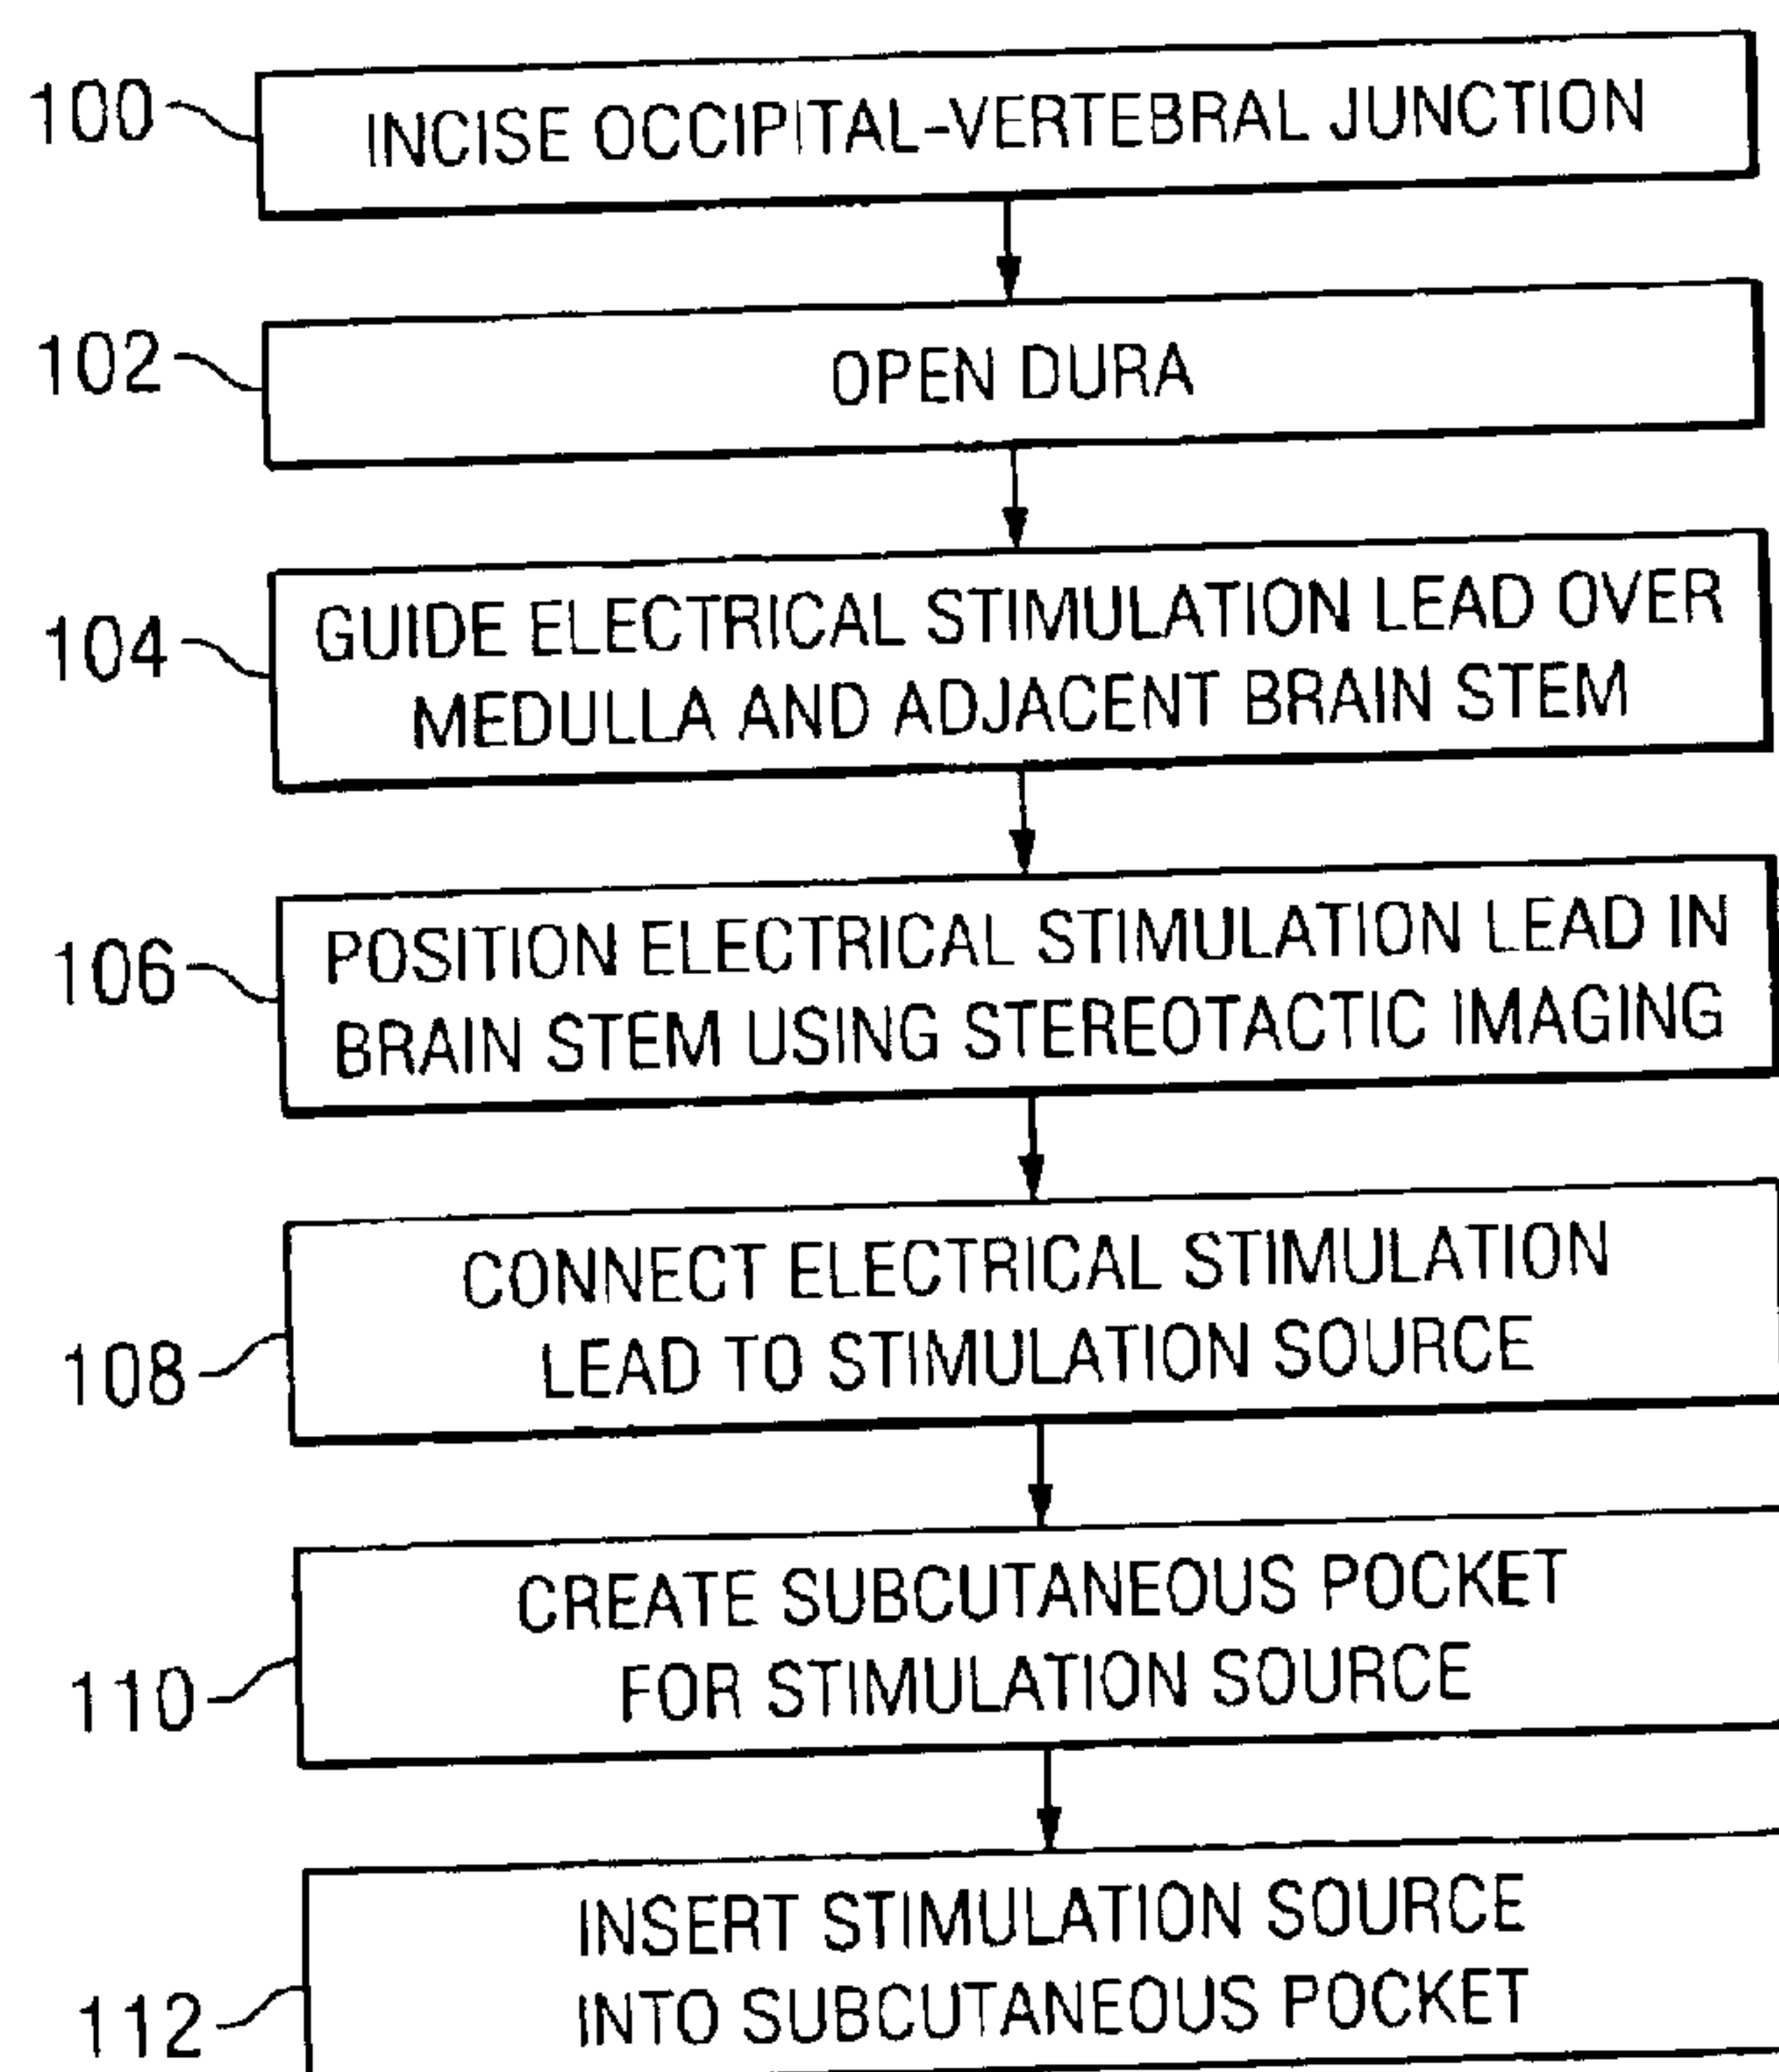 100
INCISE OCCIPITAL-VERTEBRAL JUNCTION
102
OPEN DURA
104
GUIDE ELECTRICAL STIMULATION LEAD OVER
MEDULLA AND ADJACENT BRAIN STEM
106
POSITION ELECTRICAL STIMULATION LEAD IN
BRAIN STEM USING STEREOTACTIC IMAGING
108
CONNECT ELECTRICAL STIMULATION
LEAD TO STIMULATION SOURCE
110
CREATE SUBCUTANEOUS POCKET
FOR STIMULATION SOURCE
112
INSERT STIMULATION SOURCE
INTO SUBCUTANEOUS POCKET